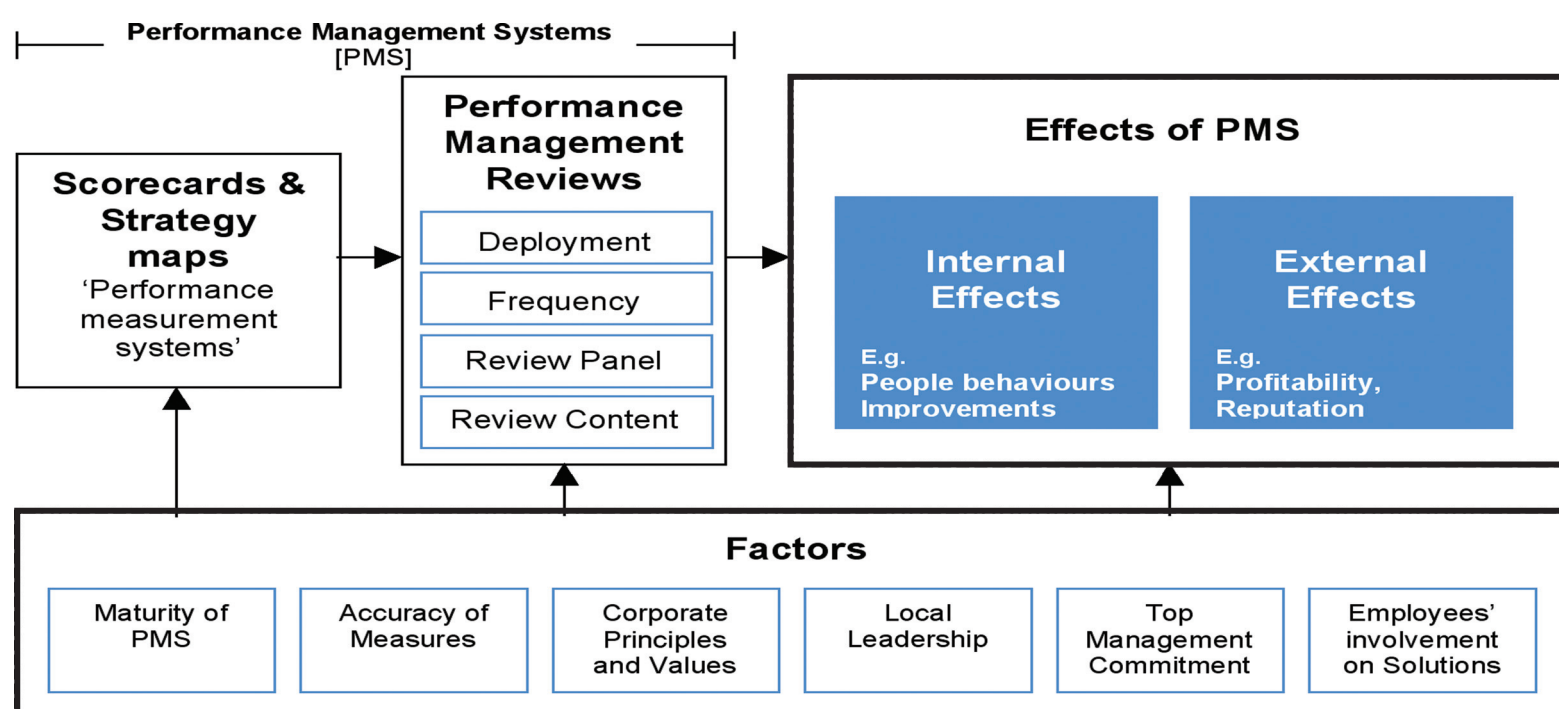 Performance Management Systems
[PMS]
Scorecards &
Strategy
maps
‘Performance
measurement
systems’
Performance
Management
Reviews
Deployment
Frequency
Review Panel
Review Content
Effects of PMS
Internal
Effects
E.g.
People behaviours
Improvements
External
Effects
E.g.
Profitability,
Reputation
Factors
Maturity of
PMS
Accuracy of
Measures
Corporate
Principles
and Values
Local
Leadership
Top
Management
Commitment
Employees’
involvement
on Solutions